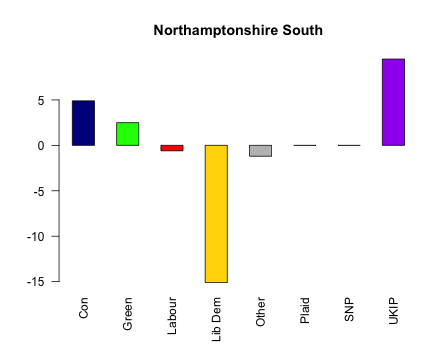 Northamptonshire South
5
0
-5
-10
-15
Con
Green
Labour
Lib Dem
Other
Plaid
SNP
UKIP